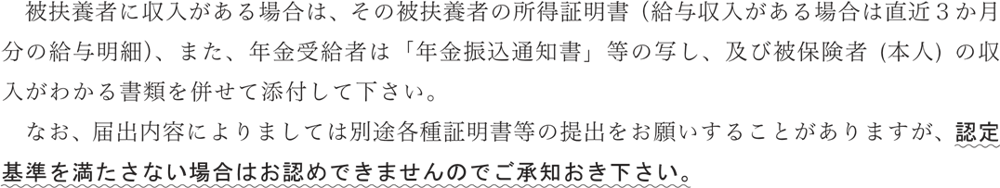 被扶養者に収入がある場合は、その被扶養者の所得証明書（給与収入がある場合は直近３か月
分の給与明細）、また、年金受給者は「年金振込通知書」等の写し、及び被保険者 (本人) の収
入がわかる書類を併せて添付して下さい。
　なお、届出内容によりましては別途各種証明書等の提出をお願いすることがありますが、認定
基準を満たさない場合はお認めできませんのでご承知おき下さい。